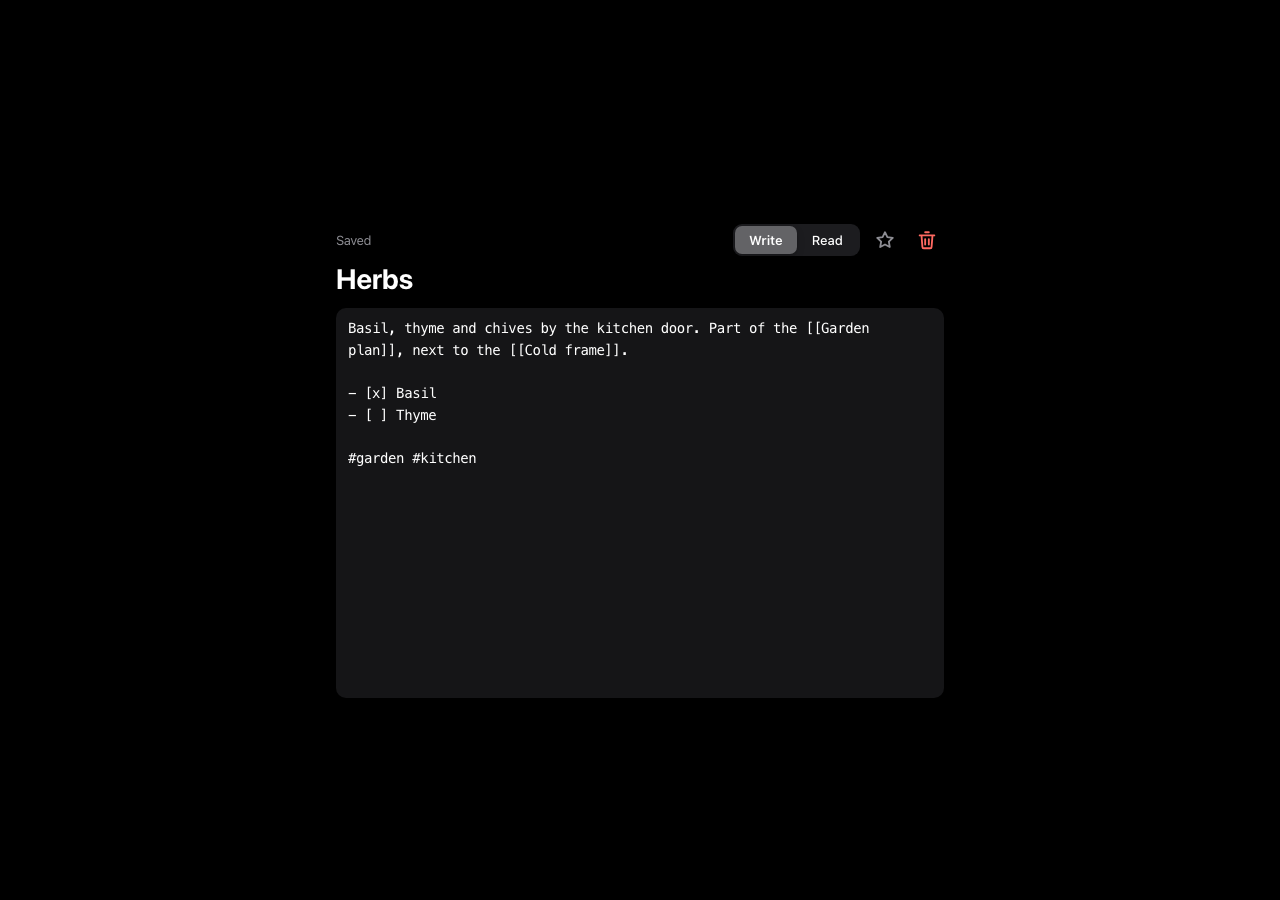 Saved
Write
Read
Herbs
Basil, thyme and chives by the kitchen door. Part of the [[Garden
plan]], next to the [[Cold frame]].
- [x] Basil
- [ ] Thyme
#garden #kitchen